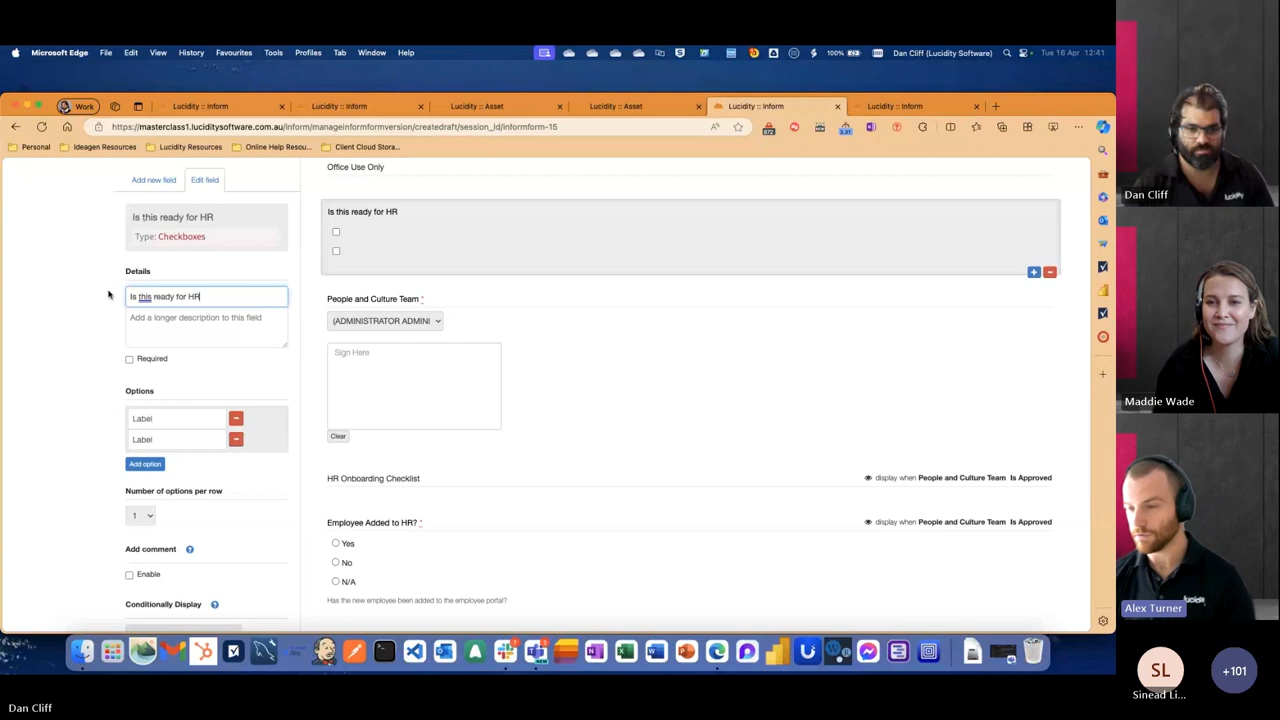 Microsoft Edge File Edit View History Favourites Tools Profiles Tab Window Help
100% Dan Cliff (Lucidity Software) Tue 16 Apr 12:41
Work Lucidity :: Inform Lucidity :: Inform Lucidity :: Asset Lucidity :: Asset Lucidity :: Inform Lucidity :: Inform
https://masterclass1.luciditysoftware.com.au/inform/manageinformformversion/createdraft/session_id/informform-15
Personal Ideagen Resources Lucidity Resources Online Help Resou... Client Cloud Stora...
Add new field Edit field
Is this ready for HR
Type: Checkboxes
Details
Is this ready for HR
Add a longer description to this field
Required
Options
Label
Label
Add option
Number of options per row
1
Add comment
Enable
Conditionally Display
Office Use Only
Is this ready for HR
People and Culture Team *
(ADMINISTRATOR ADMINI
Sign Here
Clear
HR Onboarding Checklist display when People and Culture Team Is Approved
Employee Added to HR? * display when People and Culture Team Is Approved
Yes
No
N/A
Has the new employee been added to the employee portal?
Dan Cliff
Maddie Wade
Alex Turner
SL
Sinead Li...
+101
Dan Cliff